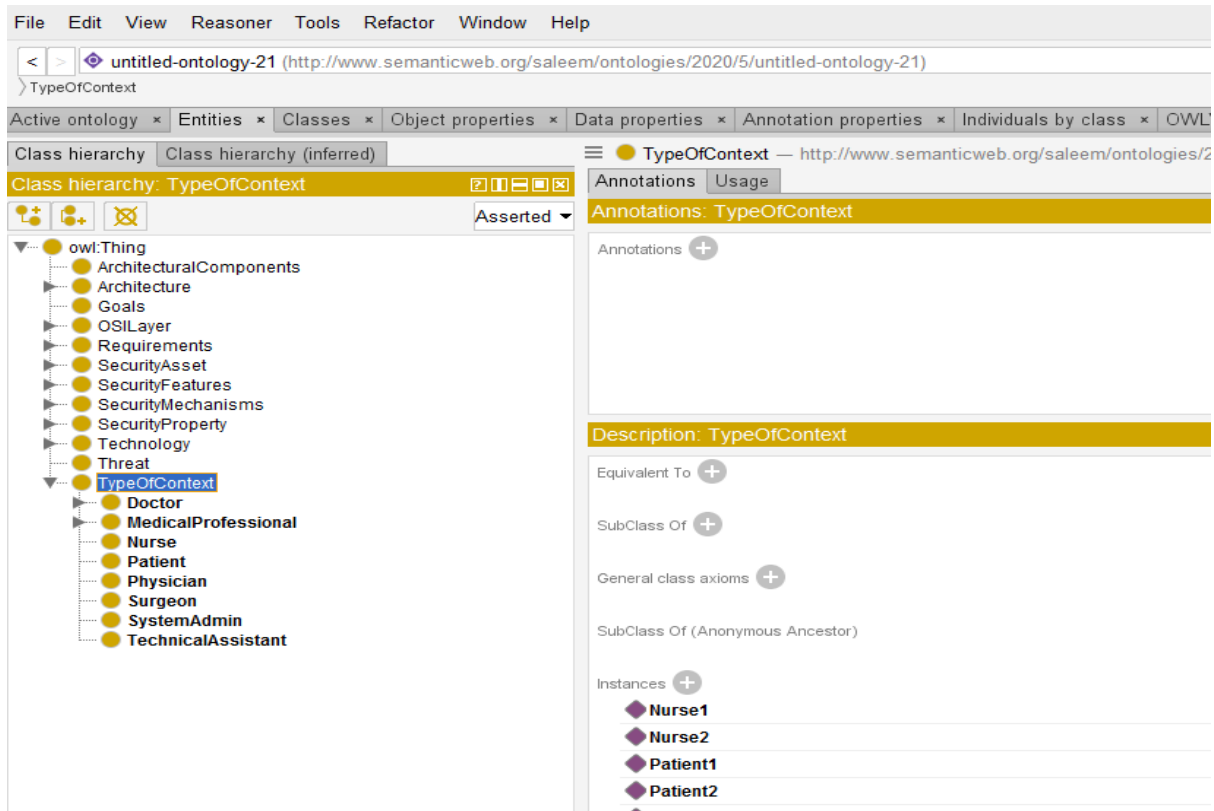 File Edit View Reasoner Tools Refactor Window Help
< > untitled-ontology-21 (http://www.semanticweb.org/saleem/ontologies/2020/5/untitled-ontology-21)
TypeOfContext
Active ontology × Entities × Classes × Object properties × Data properties × Annotation properties × Individuals by class × OWL
Class hierarchy Class hierarchy (inferred)
Class hierarchy: TypeOfContext
Asserted
owl:Thing
ArchitecturalComponents
Architecture
Goals
OSILayer
Requirements
SecurityAsset
SecurityFeatures
SecurityMechanisms
SecurityProperty
Technology
Threat
TypeOfContext
Doctor
MedicalProfessional
Nurse
Patient
Physician
Surgeon
SystemAdmin
TechnicalAssistant
TypeOfContext — http://www.semanticweb.org/saleem/ontologies/2
Annotations Usage
Annotations: TypeOfContext
Annotations
Description: TypeOfContext
Equivalent To
SubClass Of
General class axioms
SubClass Of (Anonymous Ancestor)
Instances
Nurse1
Nurse2
Patient1
Patient2